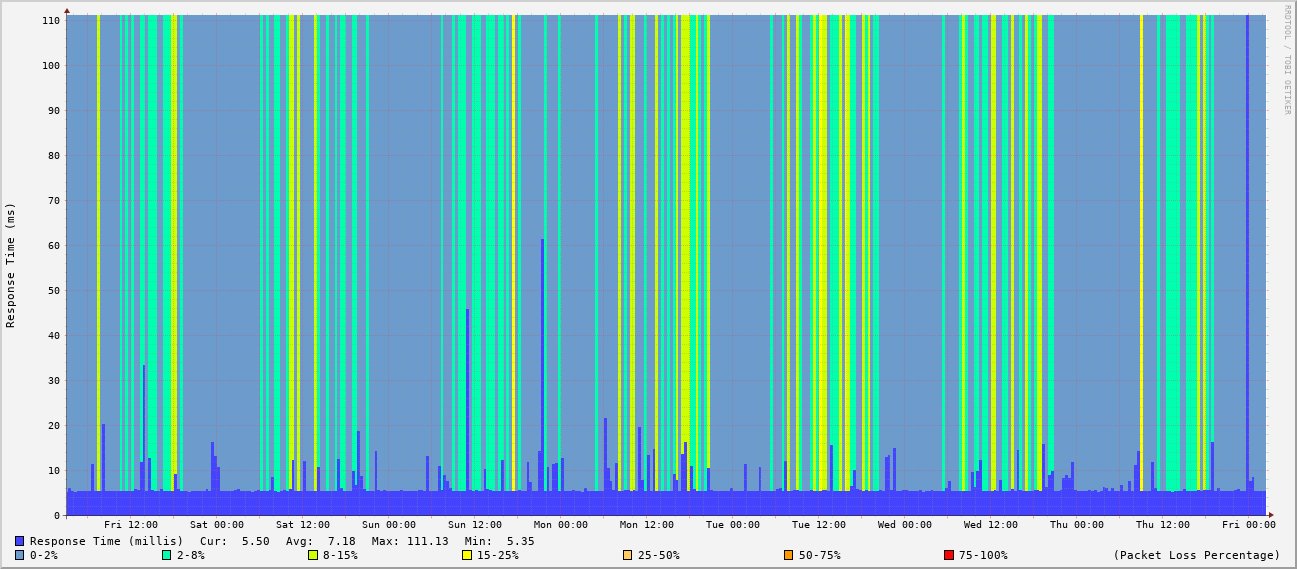 110
100
90
80
70
60
50
40
30
20
10
0
Response Time (ms)
RRDTOOL / TOBI OETIKER
Fri 12:00 Sat 00:00 Sat 12:00 Sun 00:00 Sun 12:00 Mon 00:00 Mon 12:00 Tue 00:00 Tue 12:00 Wed 00:00 Wed 12:00 Thu 00:00 Thu 12:00 Fri 00:00
Response Time (millis) Cur: 5.50 Avg: 7.18 Max: 111.13 Min: 5.35
0-2% 2-8% 8-15% 15-25% 25-50% 50-75% 75-100% (Packet Loss Percentage)